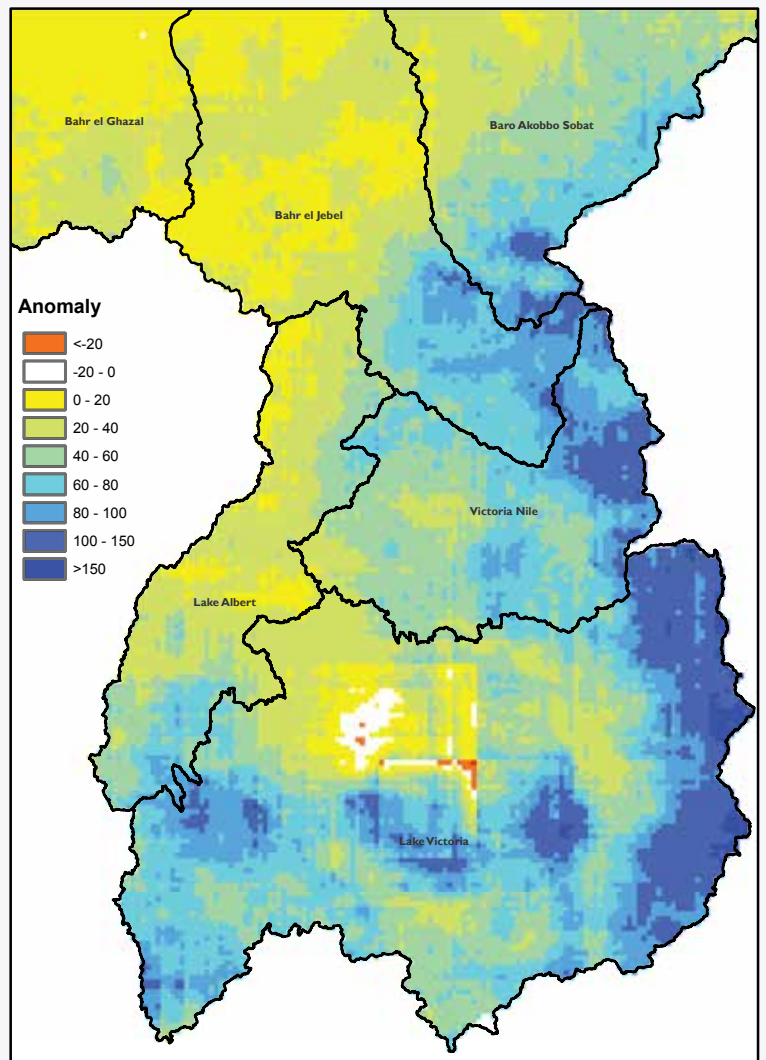 Bahr el Ghazal
Baro Akobbo Sobat
Bahr el Jebel
Anomaly
<-20
-20 - 0
0 - 20
20 - 40
40 - 60
60 - 80
80 - 100
100 - 150
>150
Victoria Nile
Lake Albert
Lake Victoria